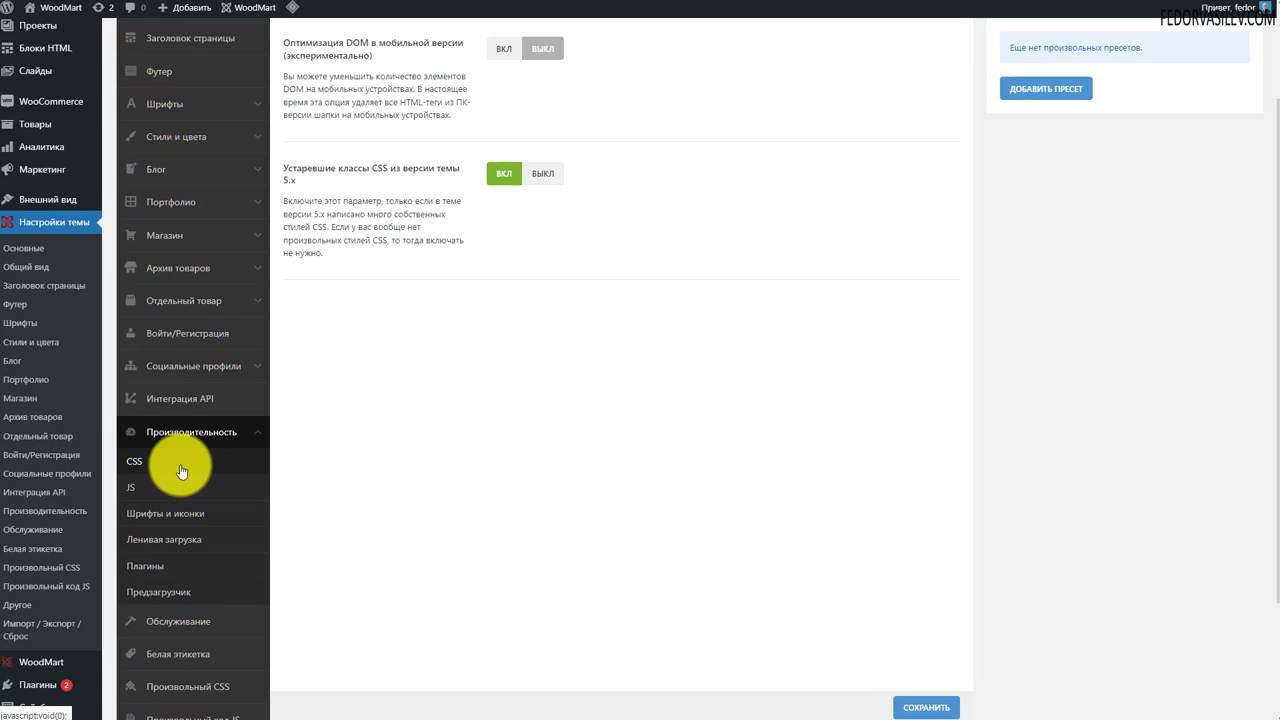 WoodMart
2
0
Добавить
WoodMart
WoodMart
Привет, fedor
FEDORVASILEV.COM
Проекты
Блоки HTML
Слайды
WooCommerce
Товары
Аналитика
Маркетинг
Внешний вид
Настройки темы
Основные
Общий вид
Заголовок страницы
Футер
Шрифты
Стили и цвета
Блог
Портфолио
Магазин
Архив товаров
Отдельный товар
Войти/Регистрация
Социальные профили
Интеграция API
Производительность
Обслуживание
Белая этикетка
Произвольный CSS
Произвольный код JS
Другое
Импорт / Экспорт /
Сброс
WoodMart
Плагины 2
javascript:void(0);
Заголовок страницы
Футер
Шрифты
Стили и цвета
Блог
Портфолио
Магазин
Архив товаров
Отдельный товар
Войти/Регистрация
Социальные профили
Интеграция API
Производительность
CSS
JS
Шрифты и иконки
Ленивая загрузка
Плагины
Предзагрузчик
Обслуживание
Белая этикетка
Произвольный CSS
Произвольный код JS
Оптимизация DOM в мобильной версии
(экспериментально)
ВКЛ ВЫКЛ
Вы можете уменьшить количество элементов
DOM на мобильных устройствах. В настоящее
время эта опция удаляет все HTML-теги из ПК-
версии шапки на мобильных устройствах.
Устаревшие классы CSS из версии темы
5.x
ВКЛ ВЫКЛ
Включите этот параметр, только если в теме
версии 5.x написано много собственных
стилей CSS. Если у вас вообще нет
произвольных стилей CSS, то тогда включать
не нужно.
СОХРАНИТЬ
Еще нет произвольных пресетов.
ДОБАВИТЬ ПРЕСЕТ